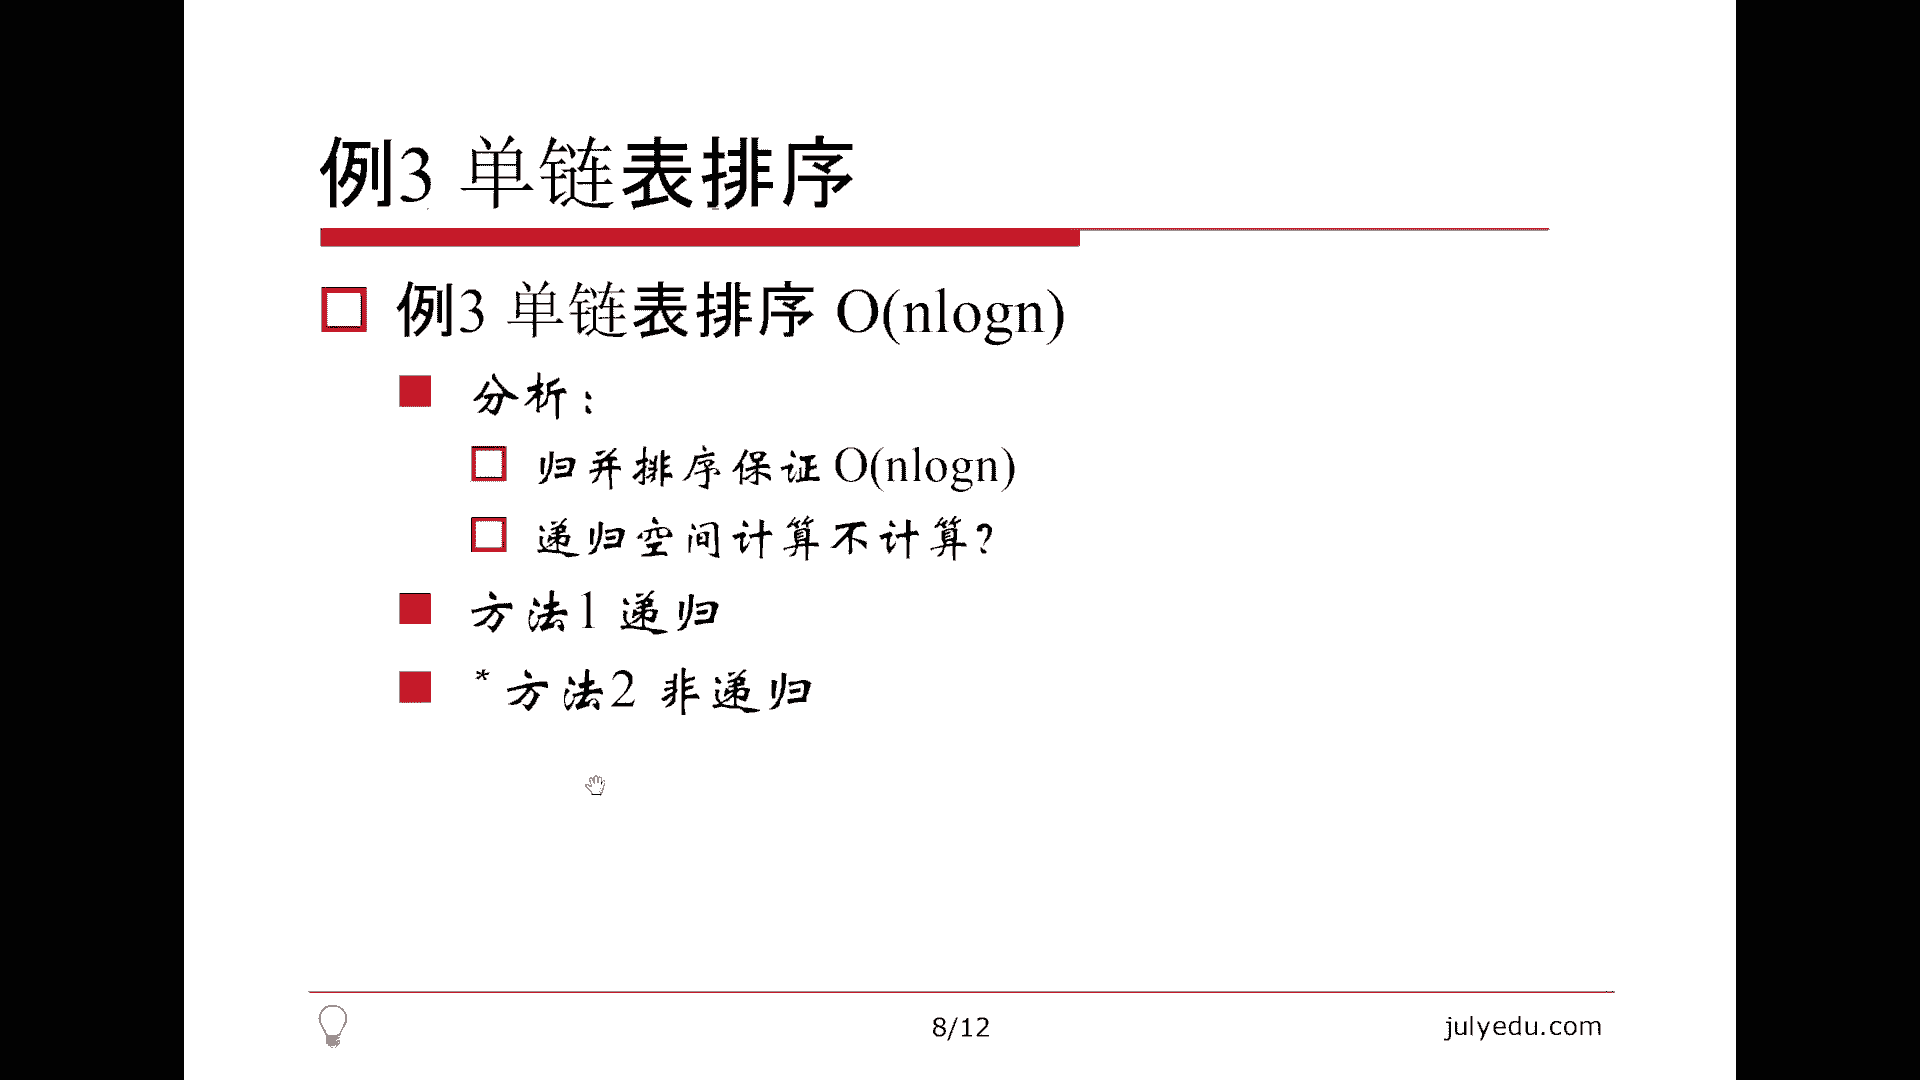 例3 单链表排序
例3 单链表排序 O(nlogn)
分析：
归并排序保证O(nlogn)
递归空间计算不计算？
方法1 递归
*方法2 非递归
8/12
julyedu.com